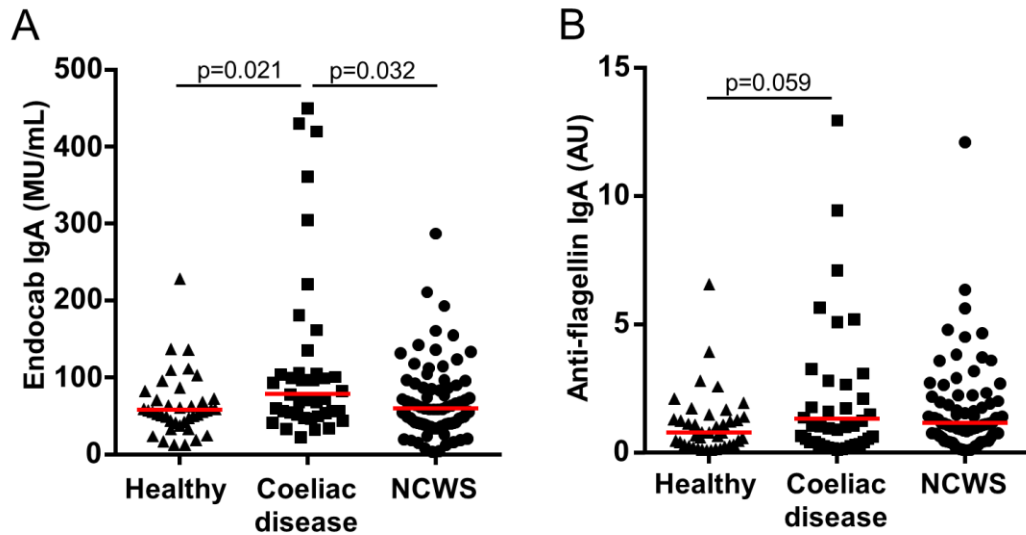 A
Endocab IgA (MU/mL)
500
400
300
200
100
0
p=0.021
p=0.032
Healthy
Coeliac
disease
NCWS
B
Anti-flagellin IgA (AU)
15
10
5
0
p=0.059
Healthy
Coeliac
disease
NCWS